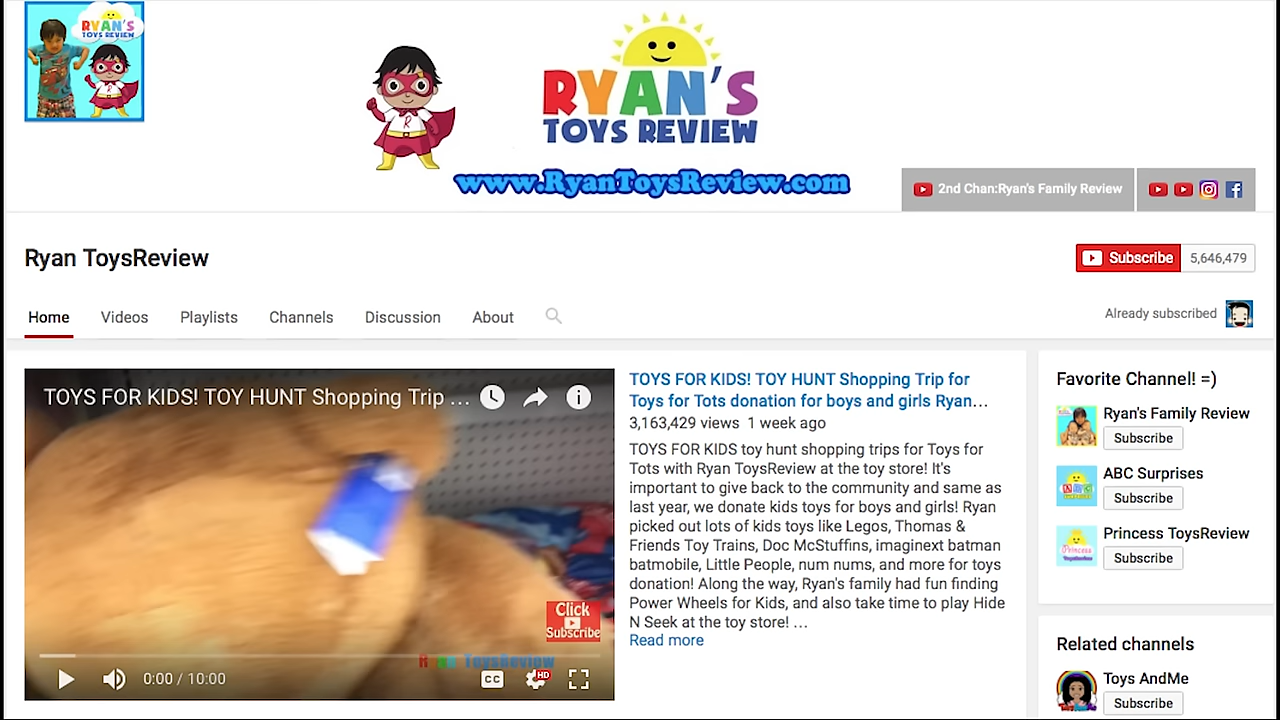 RYAN'S
TOYS REVIEW
RYAN'S
TOYS REVIEW
www.RyanToysReview.com
2nd Chan:Ryan's Family Review
Ryan ToysReview
Subscribe 5,646,479
Home Videos Playlists Channels Discussion About
Already subscribed
TOYS FOR KIDS! TOY HUNT Shopping Trip ...
Click
Subscribe
Ryan ToysReview
0:00 / 10:00
CC
HD
TOYS FOR KIDS! TOY HUNT Shopping Trip for
Toys for Tots donation for boys and girls Ryan…
3,163,429 views 1 week ago
TOYS FOR KIDS toy hunt shopping trips for Toys for
Tots with Ryan ToysReview at the toy store! It's
important to give back to the community and same as
last year, we donate kids toys for boys and girls! Ryan
picked out lots of kids toys like Legos, Thomas &
Friends Toy Trains, Doc McStuffins, imaginext batman
batmobile, Little People, num nums, and more for toys
donation! Along the way, Ryan's family had fun finding
Power Wheels for Kids, and also take time to play Hide
N Seek at the toy store! ...
Read more
Favorite Channel! =)
Ryan's Family Review
Subscribe
ABC Surprises
Subscribe
Princess ToysReview
Subscribe
Related channels
Toys AndMe
Subscribe